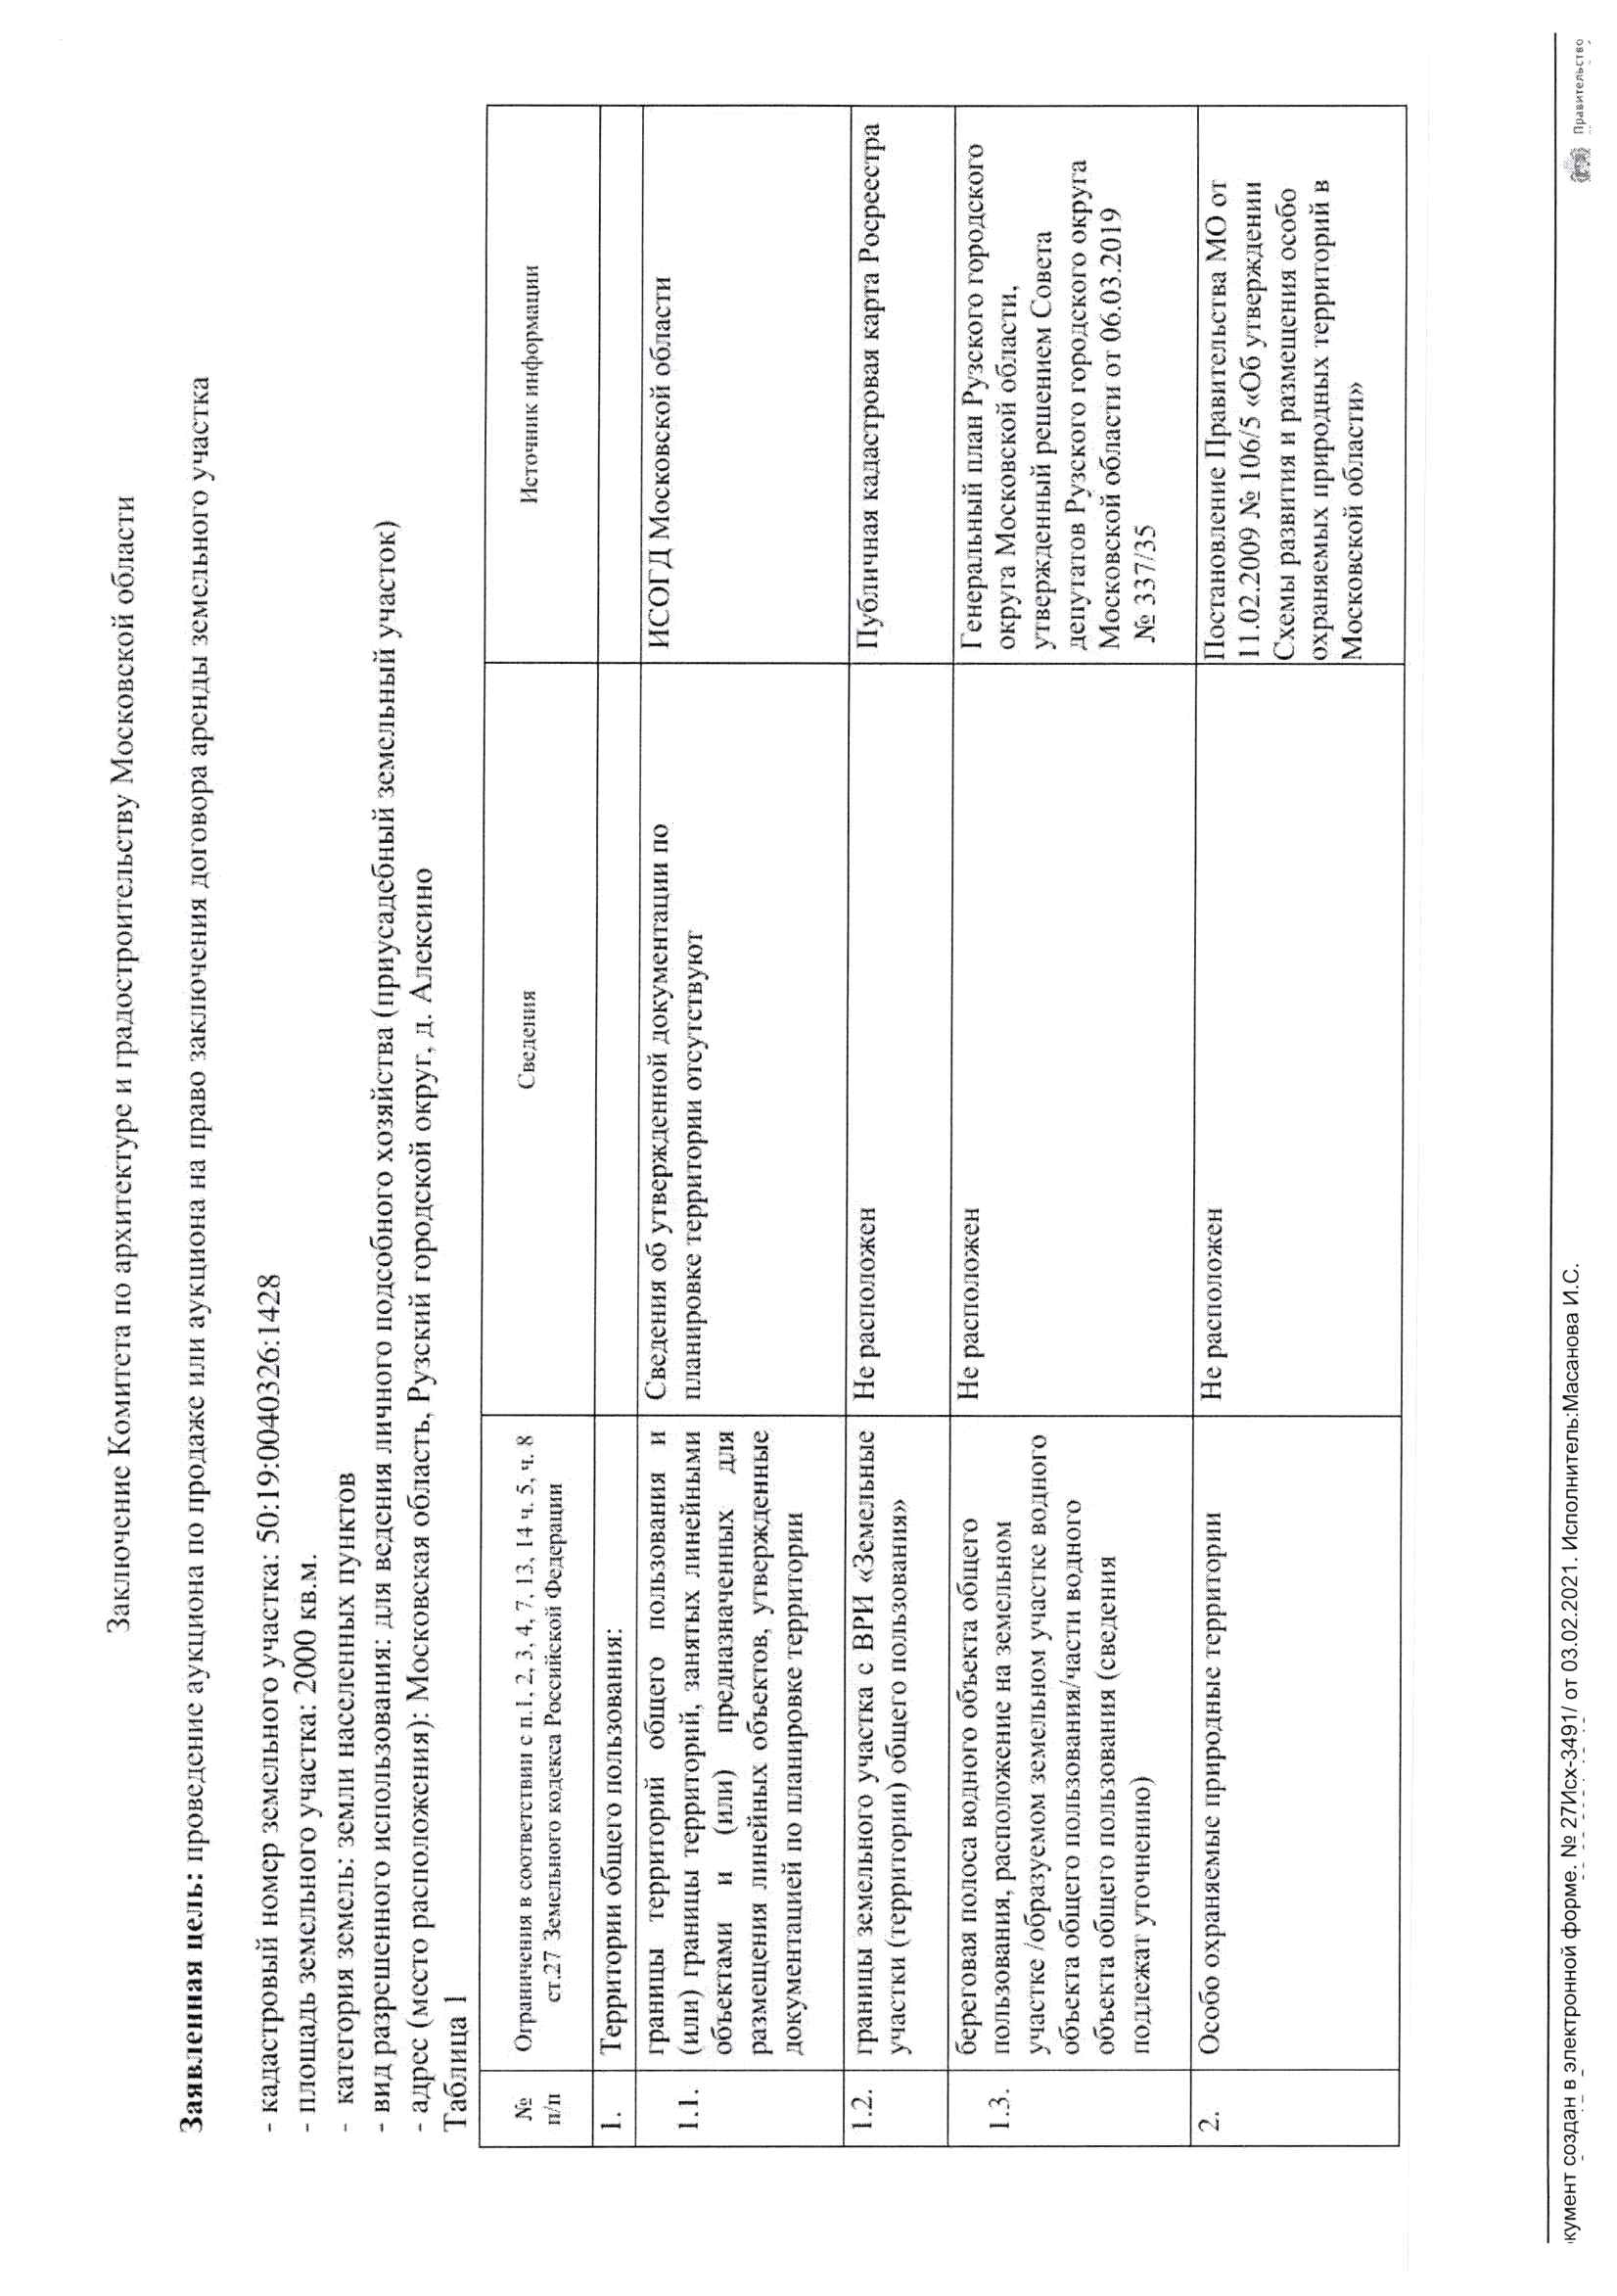 Заключение Комитета по архитектуре и градостроительству Московской области
Заявленная цель: проведение аукциона по продаже или аукциона на право заключения договора аренды земельного участка
- кадастровый номер земельного участка: 50:19:0040326:1428
- площадь земельного участка: 2000 кв.м.
- категория земель: земли населенных пунктов
- вид разрешенного использования: для ведения личного подсобного хозяйства (приусадебный земельный участок)
- адрес (место расположения): Московская область, Рузский городской округ, д. Алексино
Таблица 1
№
п/п
Ограничения в соответствии с п.1, 2, 3, 4, 7, 13, 14 ч. 5, ч. 8
ст.27 Земельного кодекса Российской Федерации
Сведения
Источник информации
1.
Территории общего пользования:
1.1.
границы территорий общего пользования и
(или) границы территорий, занятых линейными
объектами и (или) предназначенных для
размещения линейных объектов, утвержденные
документацией по планировке территории
Сведения об утвержденной документации по
планировке территории отсутствуют
ИСОГД Московской области
1.2.
границы земельного участка с ВРИ «Земельные
участки (территории) общего пользования»
Не расположен
Публичная кадастровая карта Росреестра
1.3.
береговая полоса водного объекта общего
пользования, расположение на земельном
участке /образуемом земельном участке водного
объекта общего пользования/части водного
объекта общего пользования (сведения
подлежат уточнению)
Не расположен
Генеральный план Рузского городского
округа Московской области,
утвержденный решением Совета
депутатов Рузского городского округа
Московской области от 06.03.2019
№ 337/35
2.
Особо охраняемые природные территории
Не расположен
Постановление Правительства МО от
11.02.2009 № 106/5 «Об утверждении
Схемы развития и размещения особо
охраняемых природных территорий в
Московской области»
кумент создан в электронной форме. № 27Исх-3491/ от 03.02.2021. Исполнитель:Масанова И.С.
Правительство